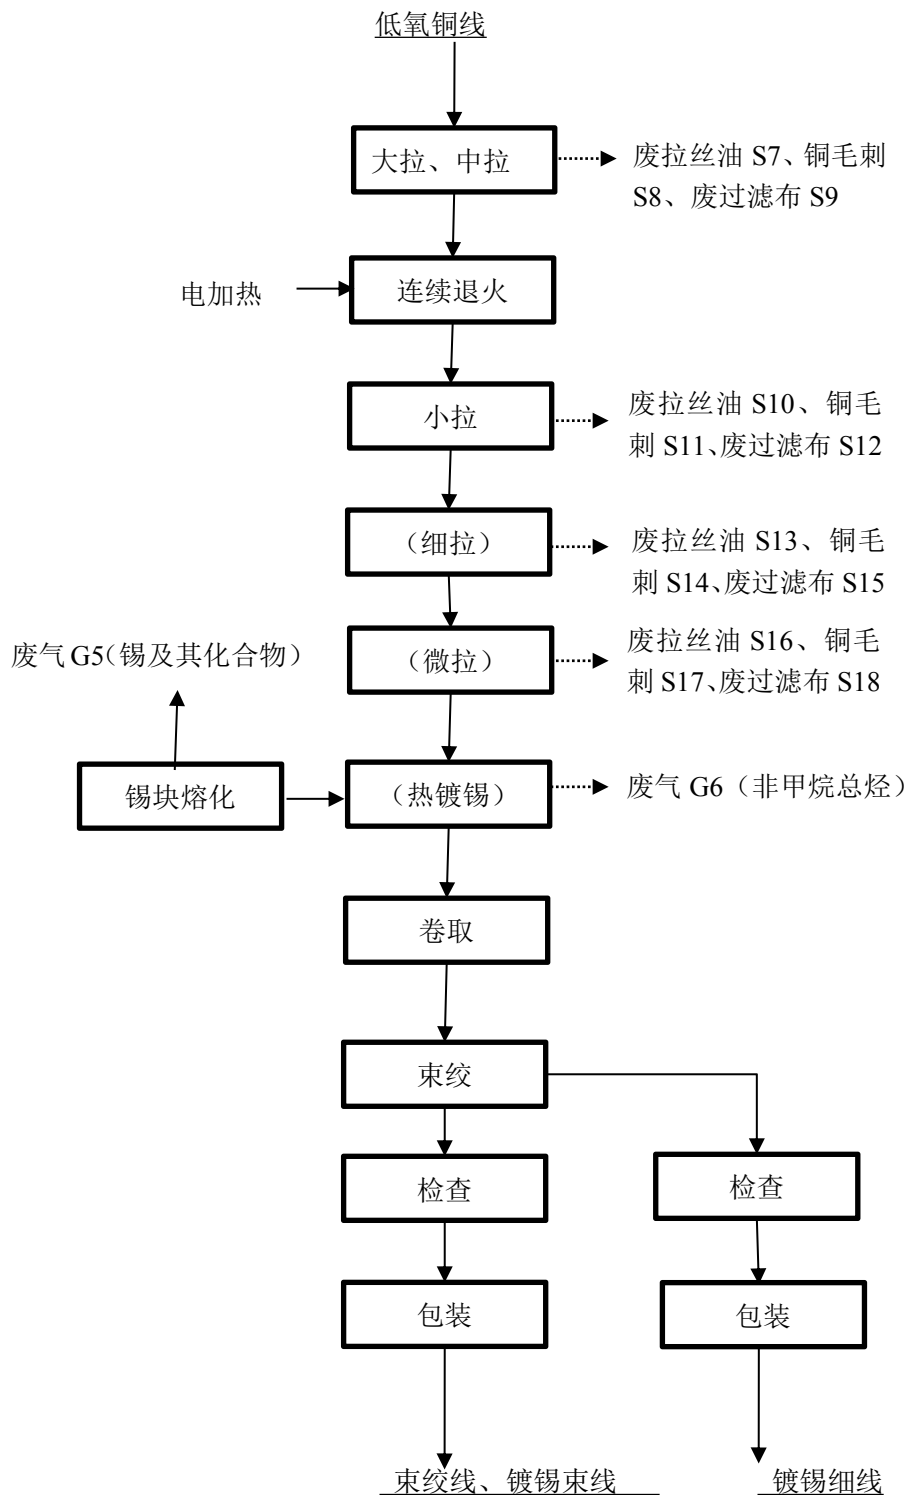 低氧铜线
大拉、中拉
废拉丝油 S7、铜毛刺
S8、废过滤布 S9
电加热
连续退火
小拉
废拉丝油 S10、铜毛
刺 S11、废过滤布 S12
（细拉）
废拉丝油 S13、铜毛
刺 S14、废过滤布 S15
废气 G5（锡及其化合物）
（微拉）
废拉丝油 S16、铜毛
刺 S17、废过滤布 S18
锡块熔化
（热镀锡）
废气 G6（非甲烷总烃）
卷取
束绞
检查
检查
包装
包装
束绞线、镀锡束线
镀锡细线